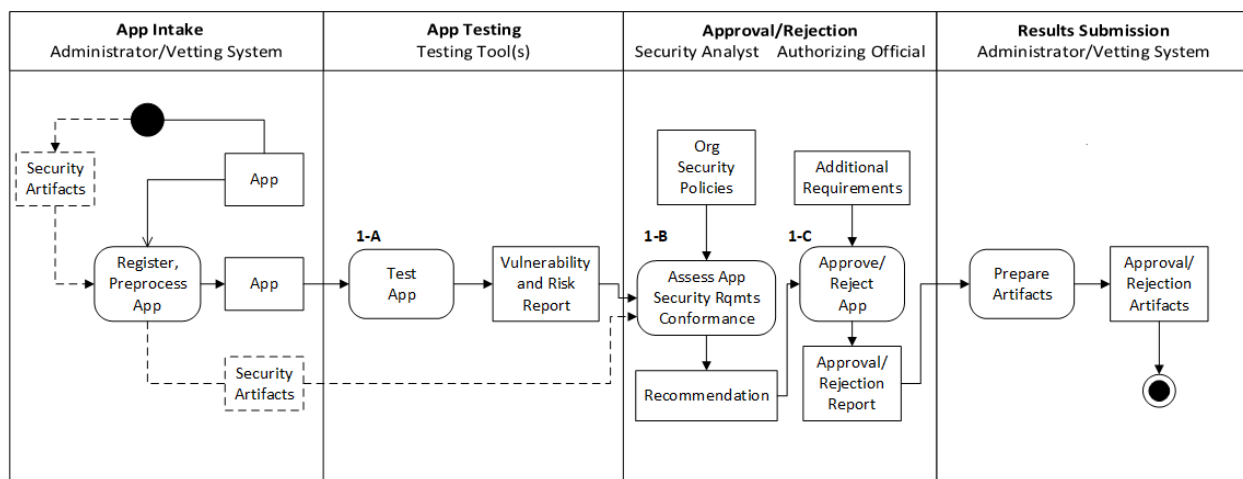 App Intake
Administrator/Vetting System
App Testing
Testing Tool(s)
Approval/Rejection
Security Analyst Authorizing Official
Results Submission
Administrator/Vetting System
Security
Artifacts
App
Register,
Preprocess
App
App
Security
Artifacts
1-A
Test
App
Vulnerability
and Risk
Report
Org
Security
Policies
1-B
Assess App
Security Rqmts
Conformance
Recommendation
Additional
Requirements
1-C
Approve/
Reject
App
Approval/
Rejection
Report
Prepare
Artifacts
Approval/
Rejection
Artifacts